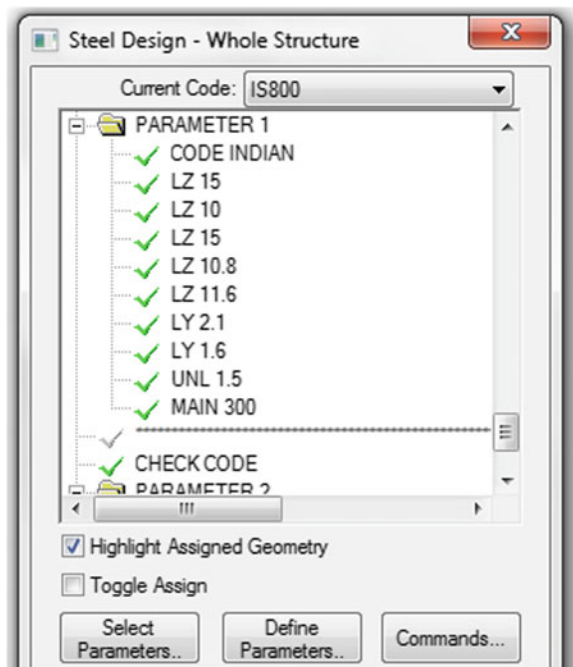 Steel Design - Whole Structure
Current Code: IS800
PARAMETER 1
CODE INDIAN
LZ 15
LZ 10
LZ 15
LZ 10.8
LZ 11.6
LY 2.1
LY 1.6
UNL 1.5
MAIN 300
CHECK CODE
PARAMETER 2
Highlight Assigned Geometry
Toggle Assign
Select Parameters..
Define Parameters..
Commands...